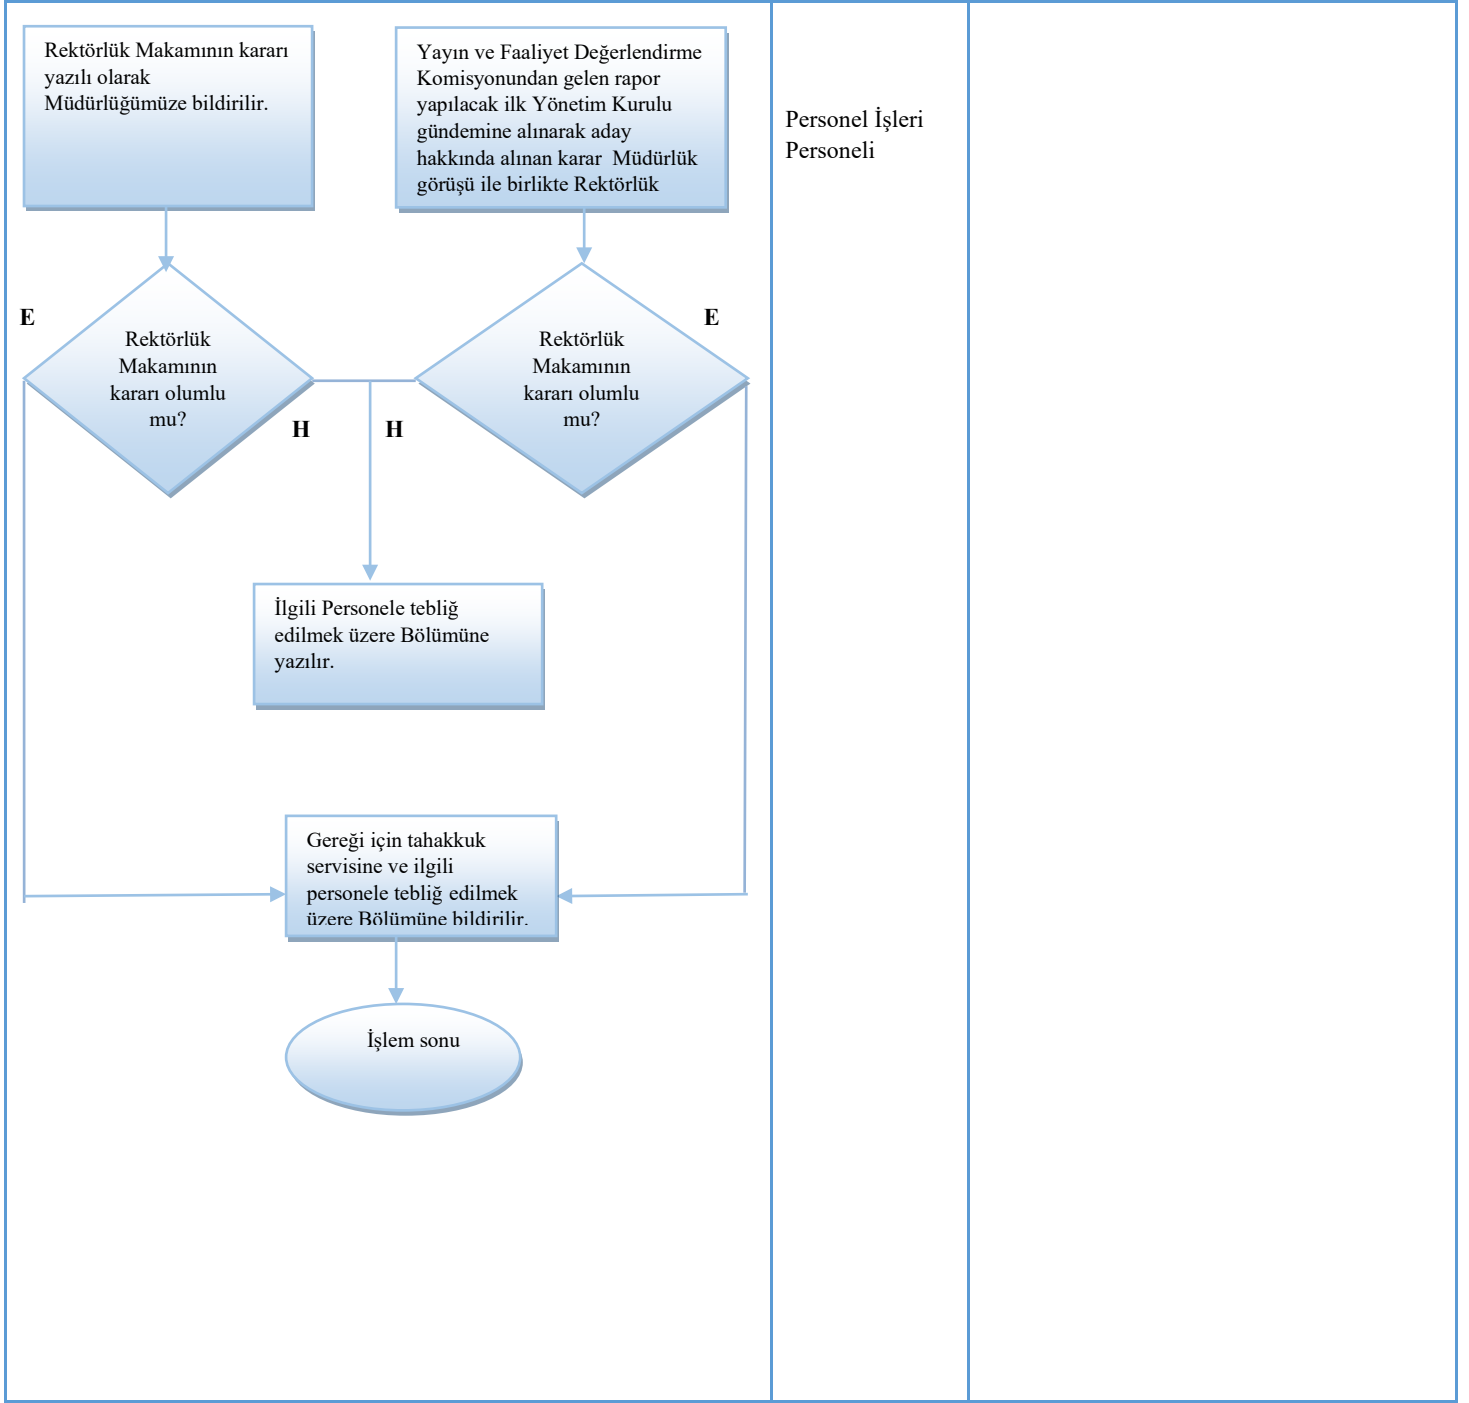 Rektörlük Makamının kararı
yazılı olarak
Müdürlüğümüze bildirilir.
Yayın ve Faaliyet Değerlendirme
Komisyonundan gelen rapor
yapılacak ilk Yönetim Kurulu
gündemine alınarak aday
hakkında alınan karar  Müdürlük
görüşü ile birlikte Rektörlük
Personel İşleri
Personeli
E
Rektörlük
Makamının
kararı olumlu
mu?
H
H
Rektörlük
Makamının
kararı olumlu
mu?
E
İlgili Personele tebliğ
edilmek üzere Bölümüne
yazılır.
Gereği için tahakkuk
servisine ve ilgili
personele tebliğ edilmek
üzere Bölümüne bildirilir.
İşlem sonu